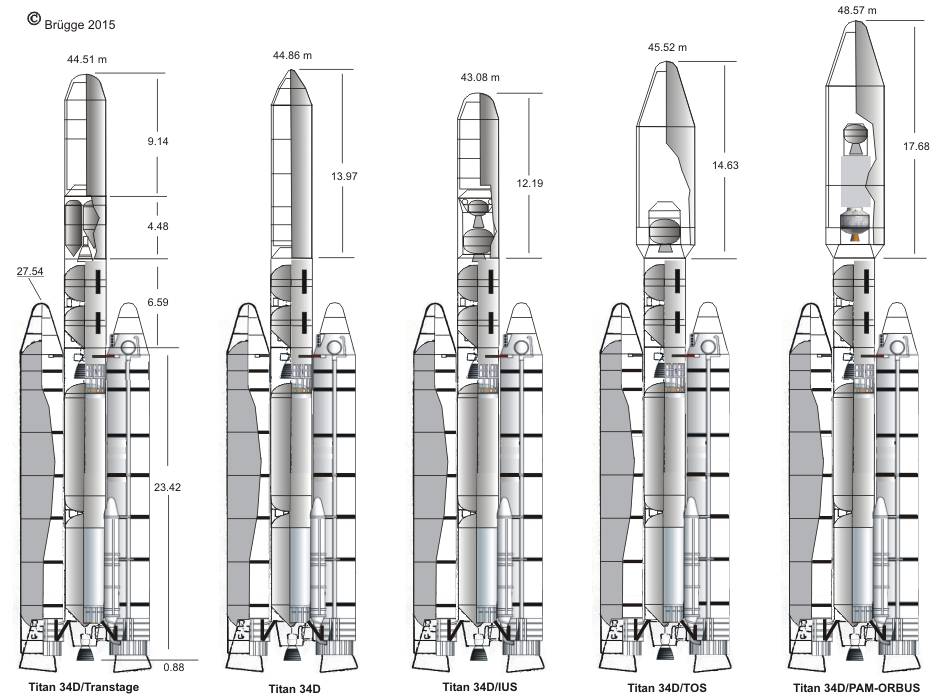 © Brügge 2015
44.51 m
44.86 m
43.08 m
45.52 m
48.57 m
9.14
4.48
6.59
27.54
23.42
0.88
13.97
12.19
14.63
17.68
Titan 34D/Transtage
Titan 34D
Titan 34D/IUS
Titan 34D/TOS
Titan 34D/PAM-ORBUS